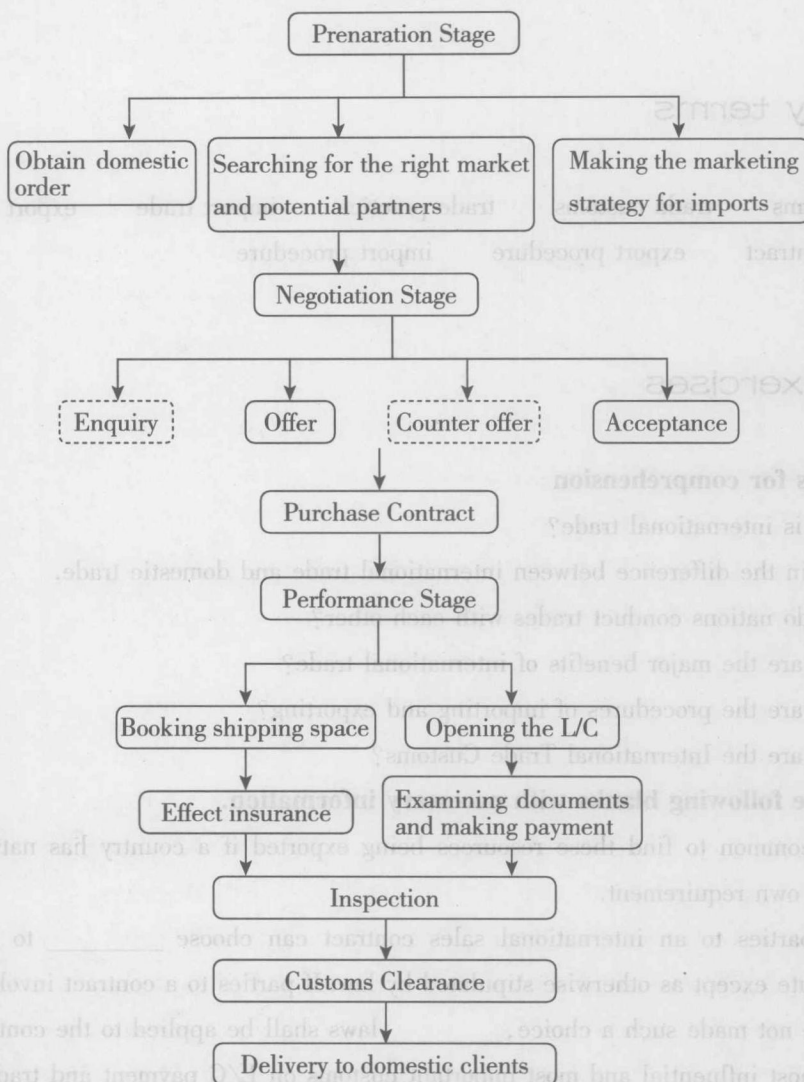 Prenaration Stage
Obtain domestic
order
Searching for the right market
and potential partners
Making the marketing
strategy for imports
Negotiation Stage
Enquiry
Offer
Counter offer
Acceptance
Purchase Contract
Performance Stage
Booking shipping space
Opening the L/C
Effect insurance
Examining documents
and making payment
Inspection
Customs Clearance
Delivery to domestic clients